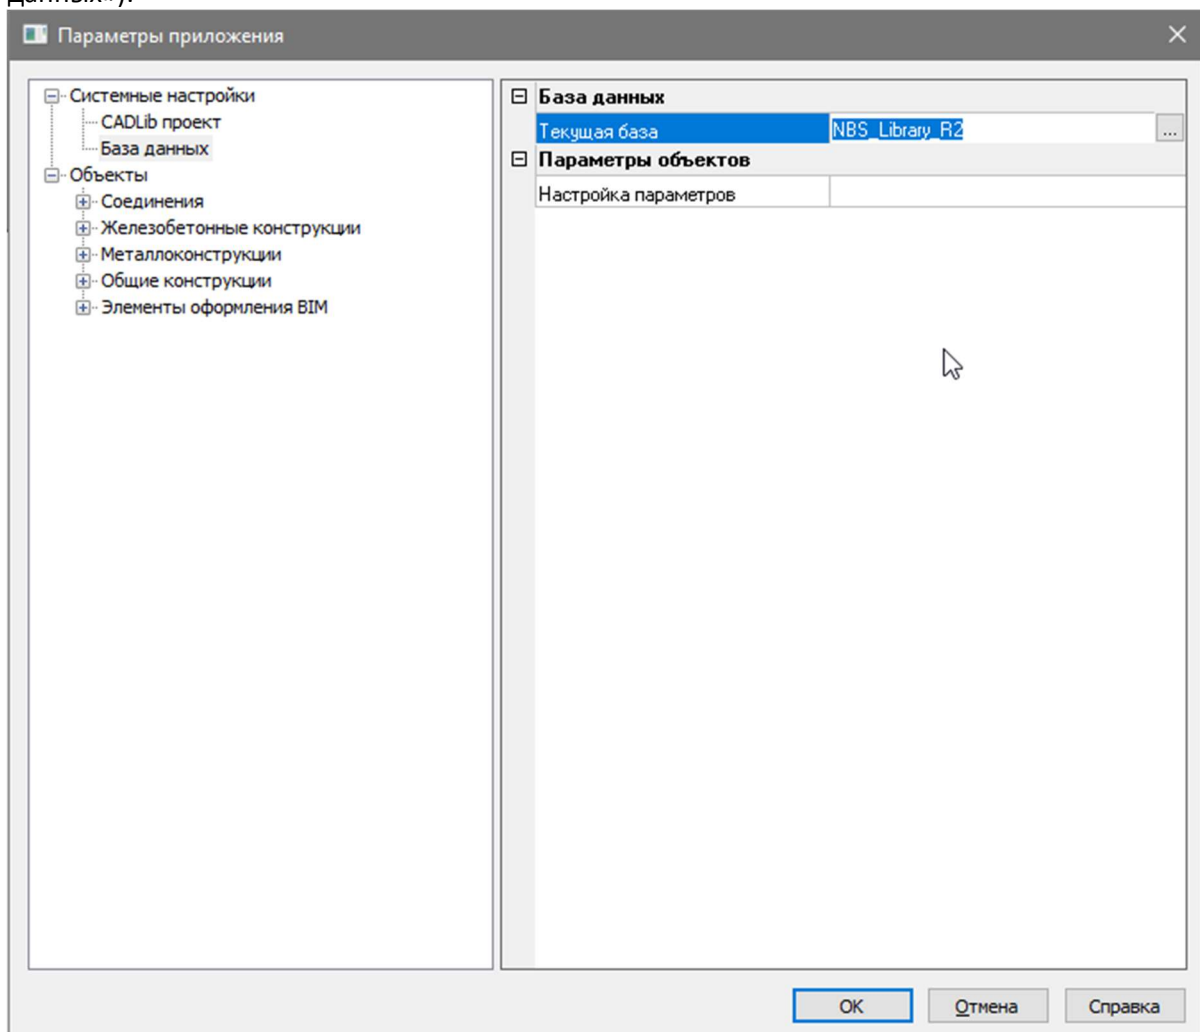 данных»).
Параметры приложения
Системные настройки
CADLib проект
База данных
Объекты
Соединения
Железобетонные конструкции
Металлоконструкции
Общие конструкции
Элементы оформления BIM
База данных
Текущая база NBS_Library_R2 ...
Параметры объектов
Настройка параметров
OK Отмена Справка